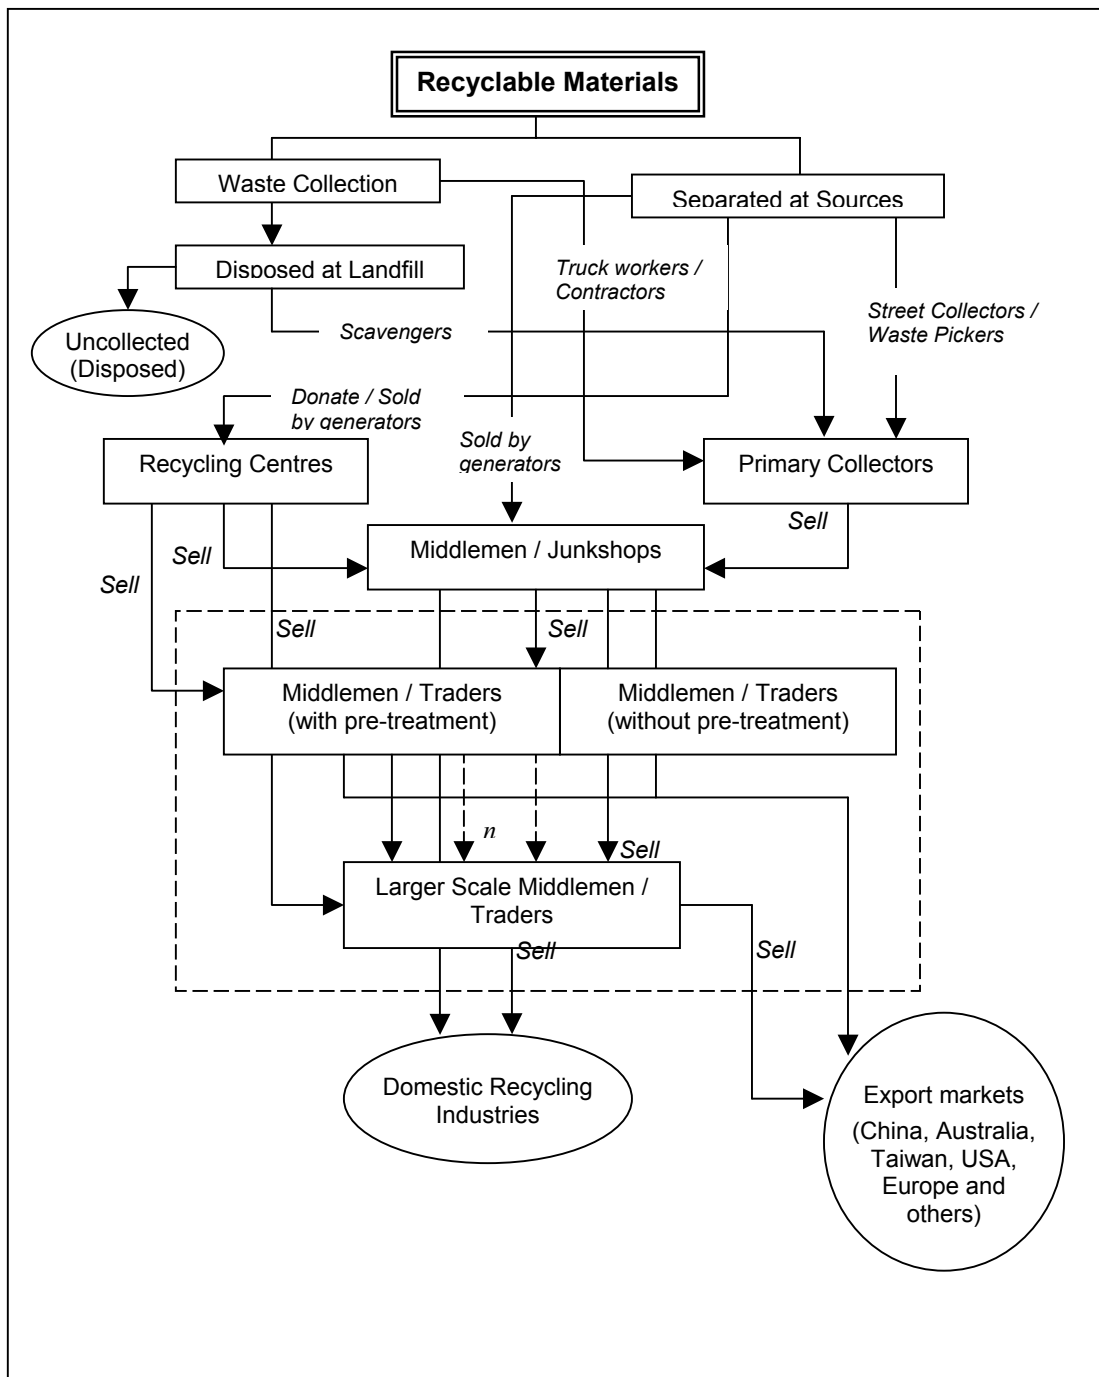 Recyclable Materials
Waste Collection
Separated at Sources
Disposed at Landfill
Truck workers /
Contractors
Street Collectors /
Waste Pickers
Scavengers
Uncollected
(Disposed)
Donate / Sold
by generators
Sold by
generators
Recycling Centres
Primary Collectors
Sell
Middlemen / Junkshops
Sell
Sell
Sell
Sell
Middlemen / Traders
(with pre-treatment)
Middlemen / Traders
(without pre-treatment)
n
Sell
Larger Scale Middlemen /
Traders
Sell
Sell
Domestic Recycling
Industries
Export markets
(China, Australia,
Taiwan, USA,
Europe and
others)